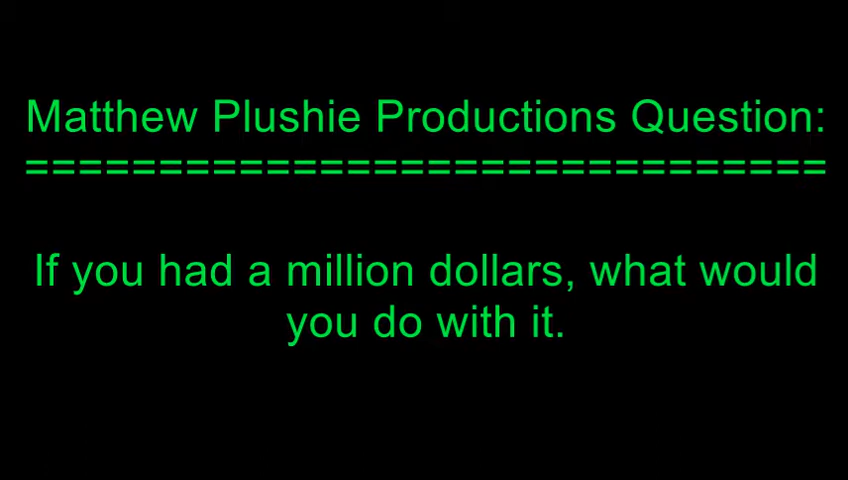 Matthew Plushie Productions Question:
==============================
If you had a million dollars, what would
you do with it.